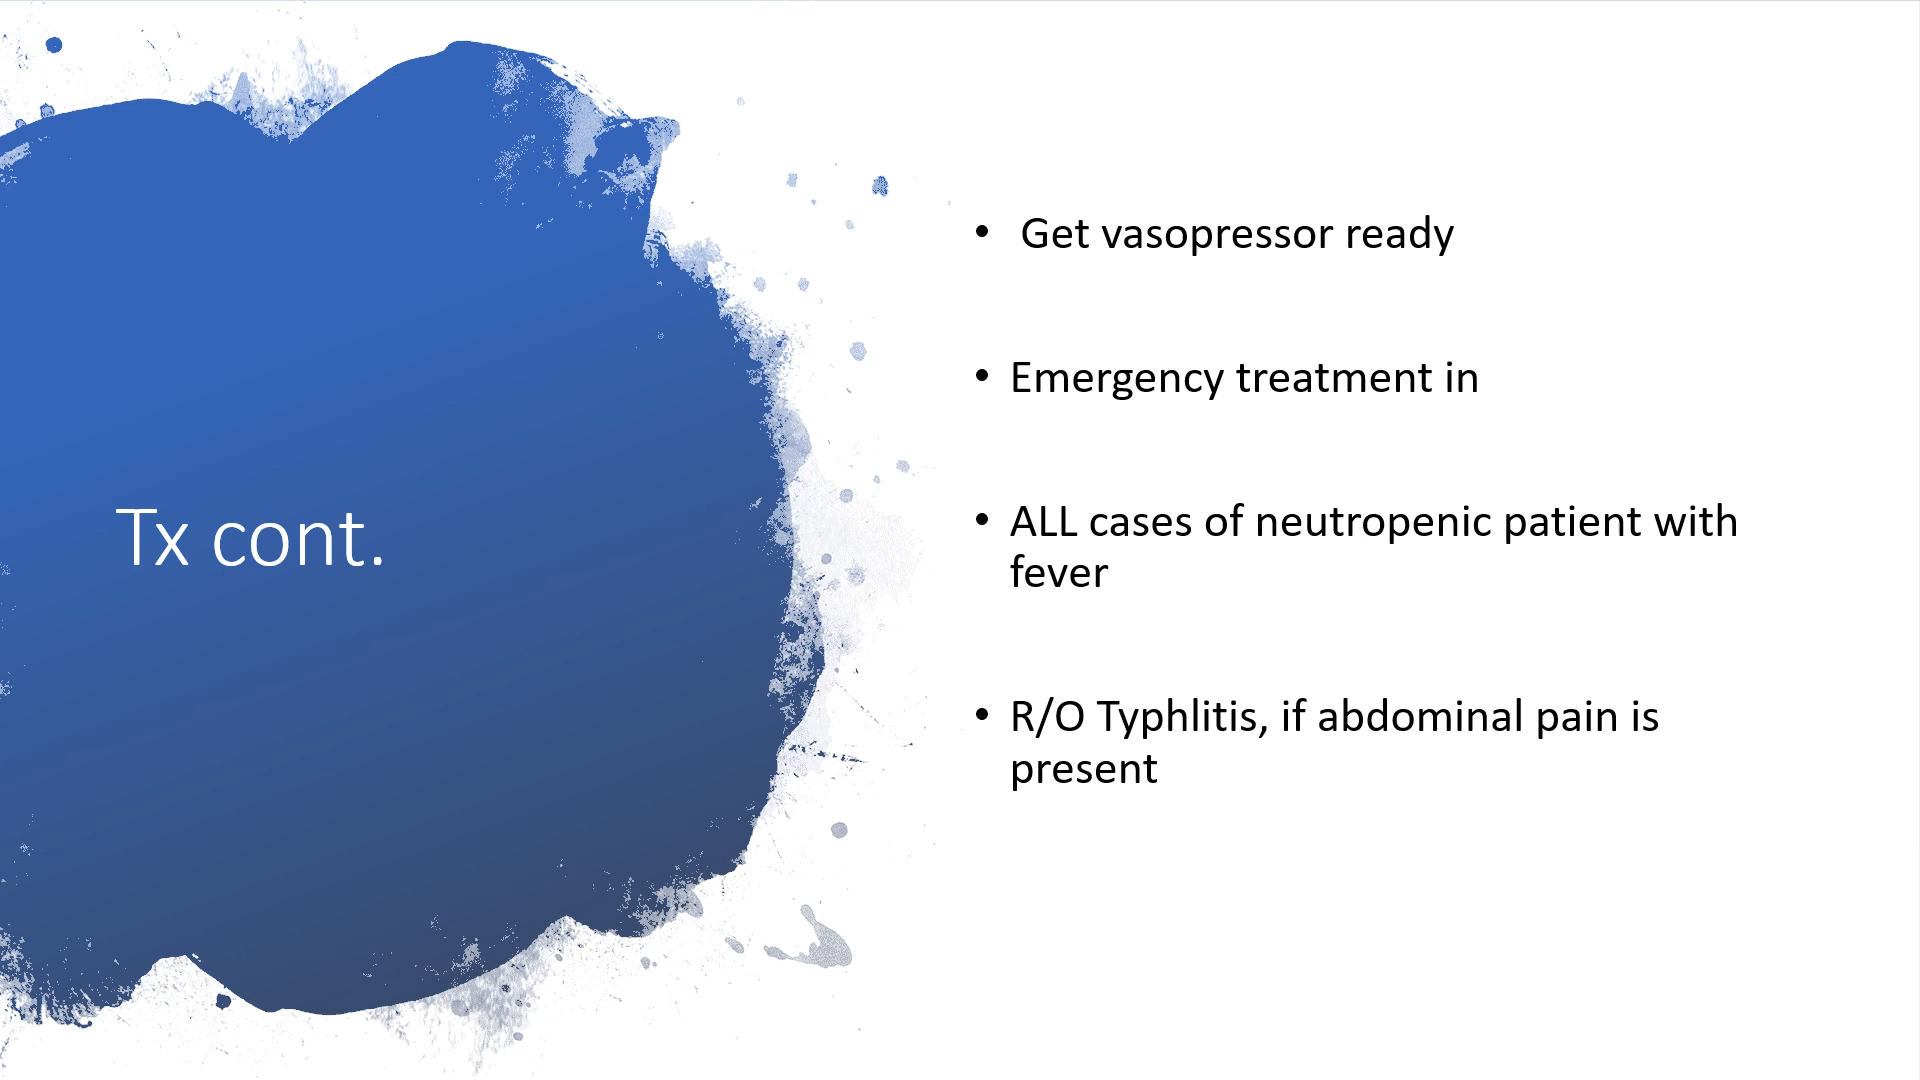 Tx cont.
• Get vasopressor ready
• Emergency treatment in
• ALL cases of neutropenic patient with
fever
• R/O Typhlitis, if abdominal pain is
present